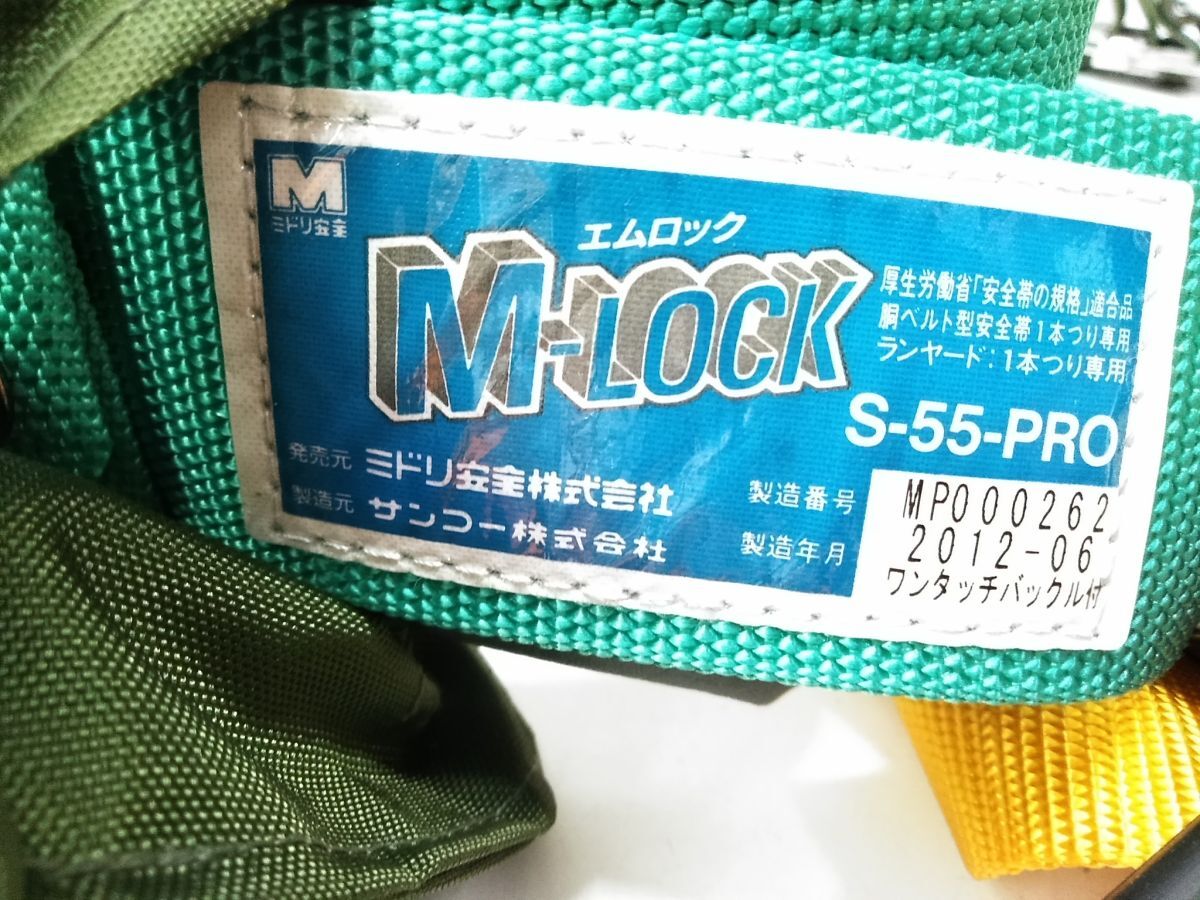 M
ミドリ安全
エムロック
M-LOCK
厚生労働省「安全帯の規格」適合品
胴ベルト型安全帯1本つり専用
ランヤード:1本つり専用
S-55-PRO
発売元 ミドリ安全株式会社
製造元 サンコー株式会社
製造番号 MP000262
製造年月 2012-06
ワンタッチバックル付